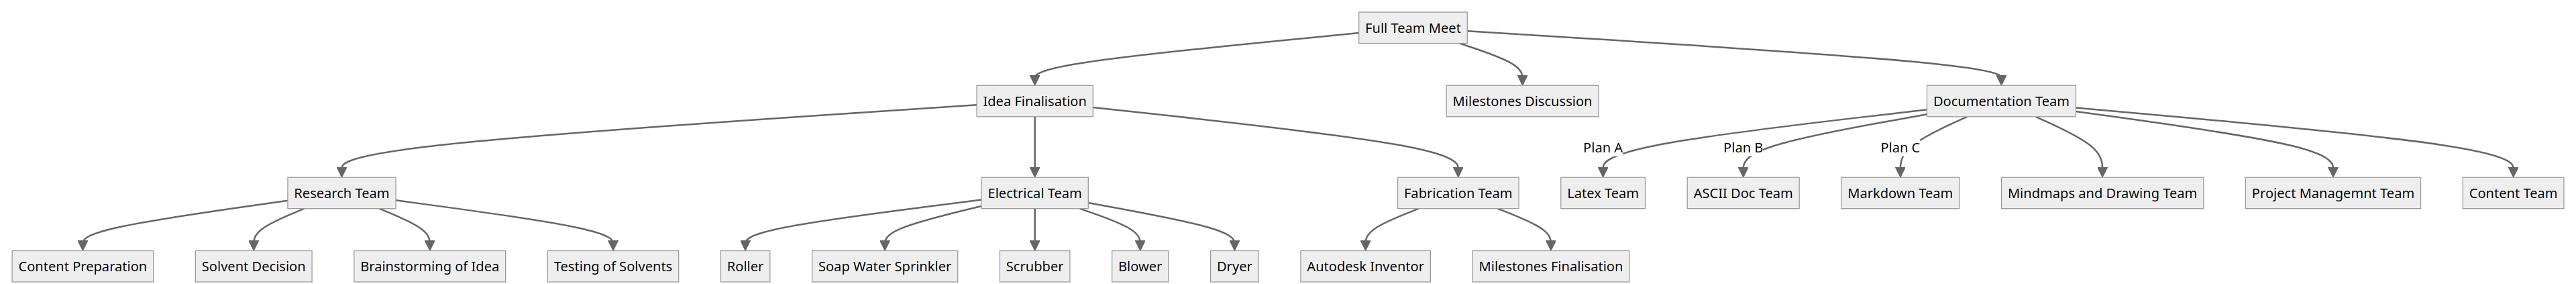 Full Team Meet
Idea Finalisation
Milestones Discussion
Documentation Team
Plan A
Plan B
Plan C
Research Team
Electrical Team
Fabrication Team
Latex Team
ASCII Doc Team
Markdown Team
Mindmaps and Drawing Team
Project Managemnt Team
Content Team
Content Preparation
Solvent Decision
Brainstorming of Idea
Testing of Solvents
Roller
Soap Water Sprinkler
Scrubber
Blower
Dryer
Autodesk Inventor
Milestones Finalisation